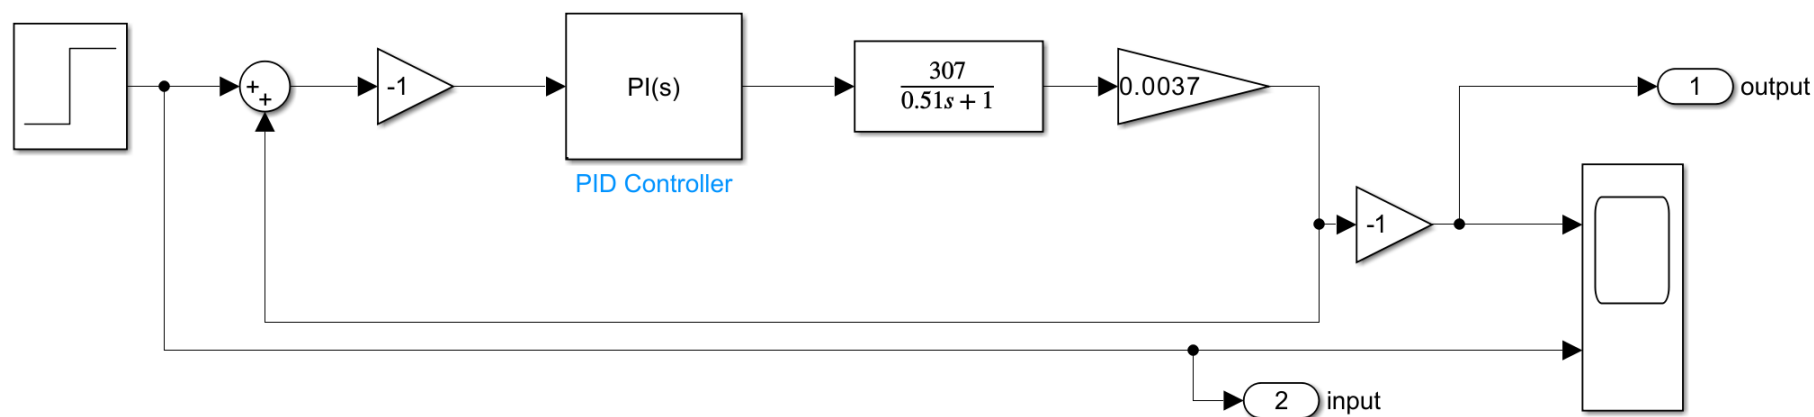 +
+
-1
PI(s)
PID Controller
307
0.51s + 1
0.0037
-1
1 output
2 input